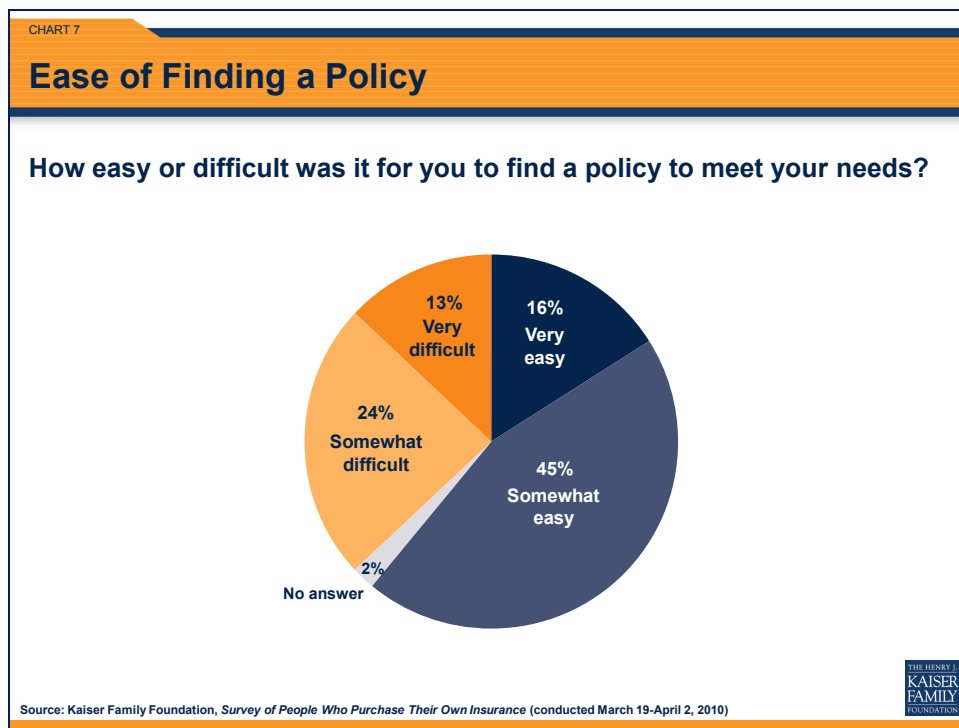 CHART 7
Ease of Finding a Policy
How easy or difficult was it for you to find a policy to meet your needs?
13%
Very
difficult
16%
Very
easy
24%
Somewhat
difficult
45%
Somewhat
easy
2%
No answer
THE HENRY J.
KAISER
FAMILY
FOUNDATION
Source: Kaiser Family Foundation, Survey of People Who Purchase Their Own Insurance (conducted March 19-April 2, 2010)